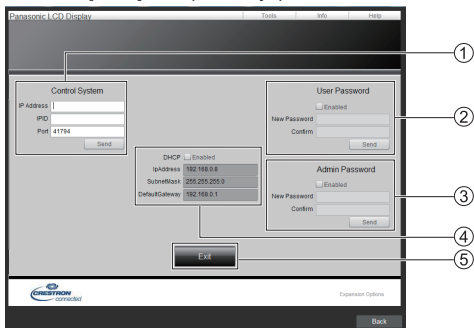 Panasonic LCD Display Tools Info Help
Control System
IP Address
IPID
Port 41794
Send
①
User Password
Enabled
New Password
Confirm
Send
②
DHCP Enabled
IpAddress 192.168.0.8
SubnetMask 255.255.255.0
DefaultGateway 192.168.0.1
Admin Password
Enabled
New Password
Confirm
Send
③
④
Exit
⑤
CRESTRON
connected
Expansion Options
Back